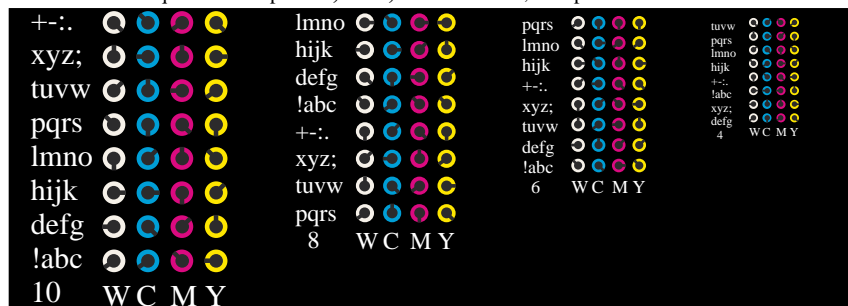 +-:.
xyz;
tuvw
pqrs
lmno
hijk
defg
!abc
10 W C M Y
lmno
hijk
defg
!abc
+-:.
xyz;
tuvw
pqrs
8 W C M Y
pqrs
lmno
hijk
+-:.
xyz;
tuvw
defg
!abc
6 W C M Y
tuvw
pqrs
lmno
hijk
+-:.
!abc
xyz;
defg
4 W C M Y